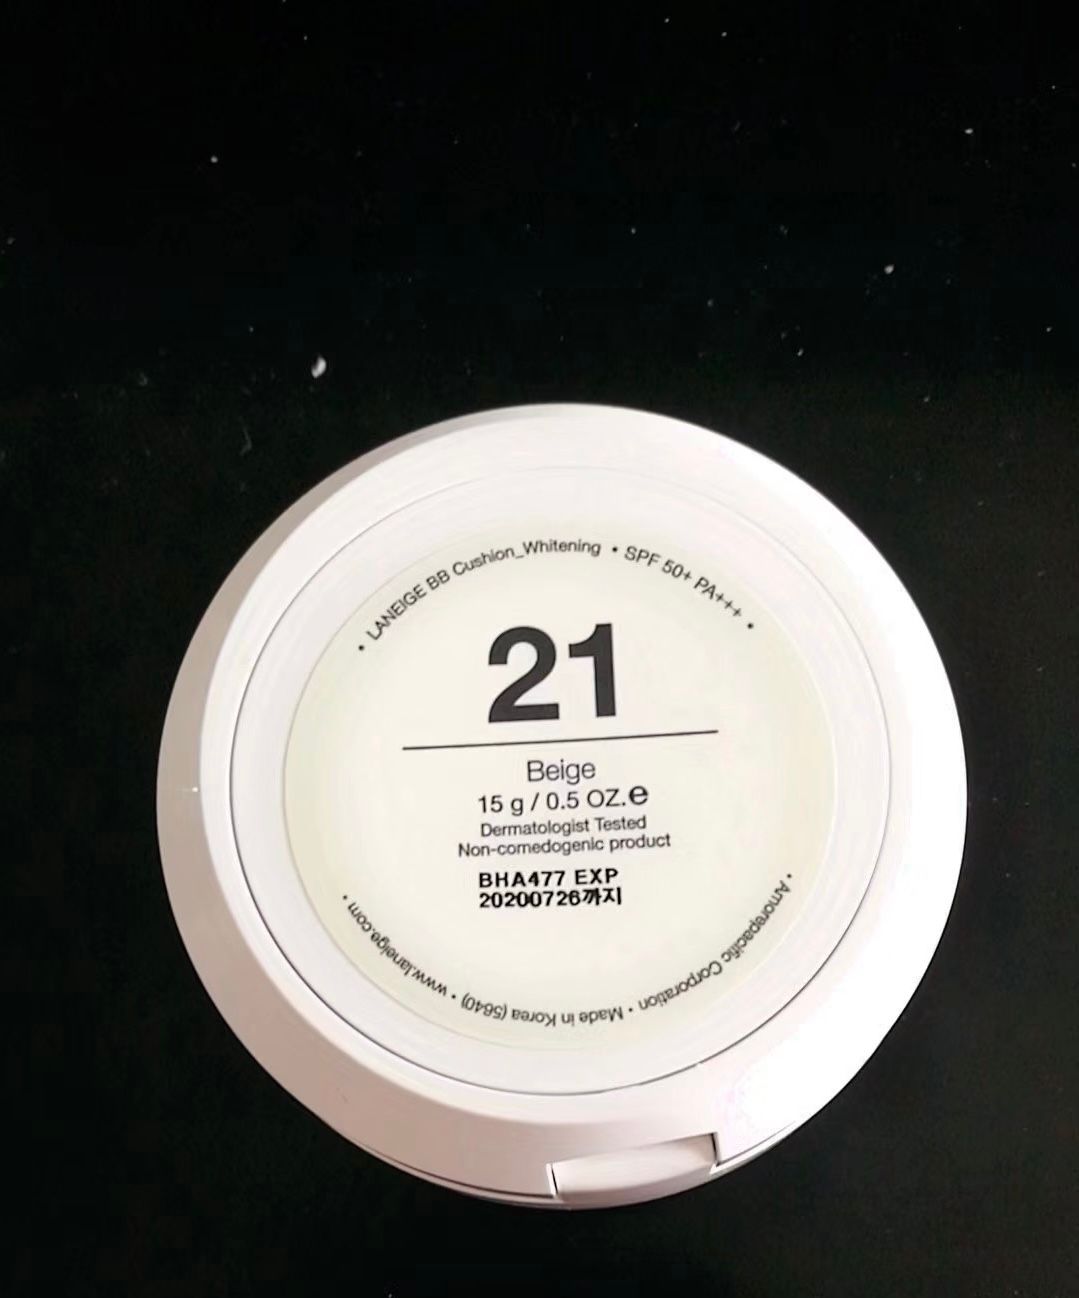 • LANEIGE BB Cushion_Whitening • SPF 50+ PA+++ •
21
Beige
15 g / 0.5 OZ.e
Dermatologist Tested
Non-comedogenic product
BHA477 EXP
20200726까지
• Amorepacific Corporation • Made in Korea (5640) • www.laneige.com •